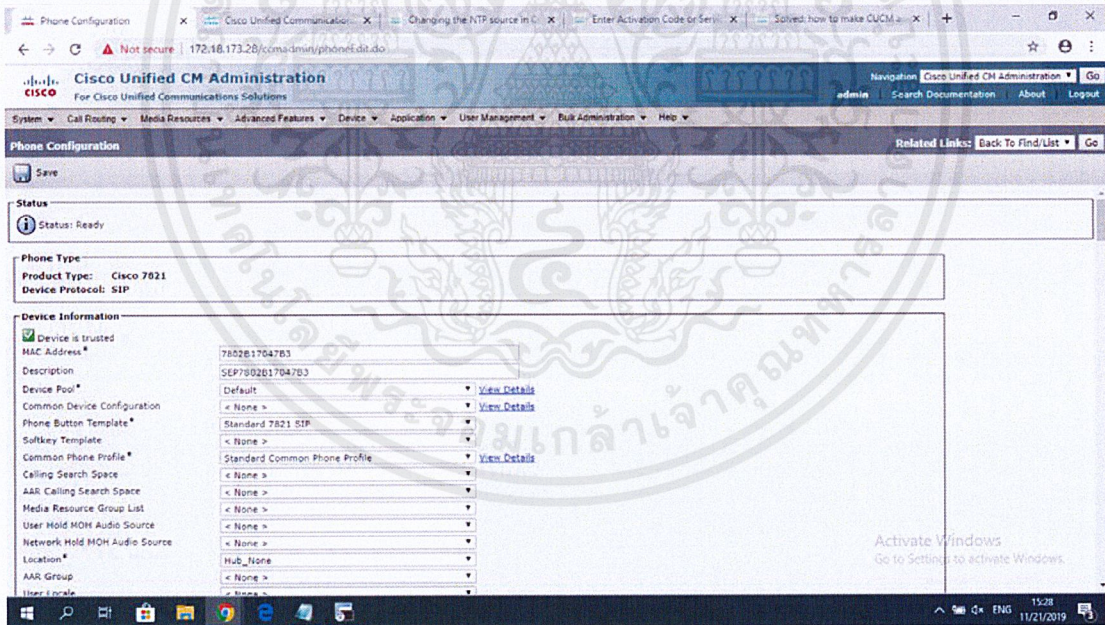 Phone Configuration
Cisco Unified Communication
Changing the NTP source in C
Enter Activation Code or Servi
Solved: how to make CUCM a
Not secure
172.18.173.28/ccmadmin/phoneEdit.do
cisco
Cisco Unified CM Administration
For Cisco Unified Communications Solutions
Navigation Cisco Unified CM Administration Go
admin Search Documentation About Logout
System Call Routing Media Resources Advanced Features Device Application User Management Bulk Administration Help
Phone Configuration
Related Links: Back To Find/List Go
Save
Status
Status: Ready
Phone Type
Product Type: Cisco 7821
Device Protocol: SIP
Device Information
Device is trusted
MAC Address* 7802B17047B3
Description SEP7802B17047B3
Device Pool* Default View Details
Common Device Configuration < None > View Details
Phone Button Template* Standard 7821 SIP
Softkey Template < None >
Common Phone Profile* Standard Common Phone Profile View Details
Calling Search Space < None >
AAR Calling Search Space < None >
Media Resource Group List < None >
User Hold MOH Audio Source < None >
Network Hold MOH Audio Source < None >
Location* Hub_None
AAR Group < None >
User Locale < None >
Activate Windows
Go to Settings to activate Windows.
ENG
15:28
11/21/2019